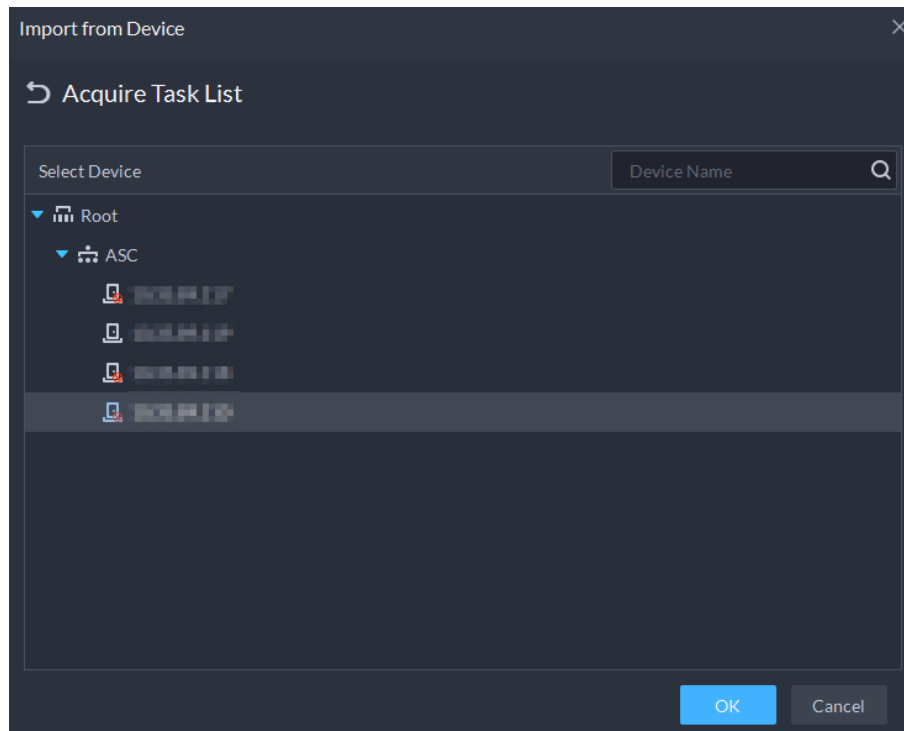 Import from Device
Acquire Task List
Select Device
Device Name
Root
ASC
OK
Cancel